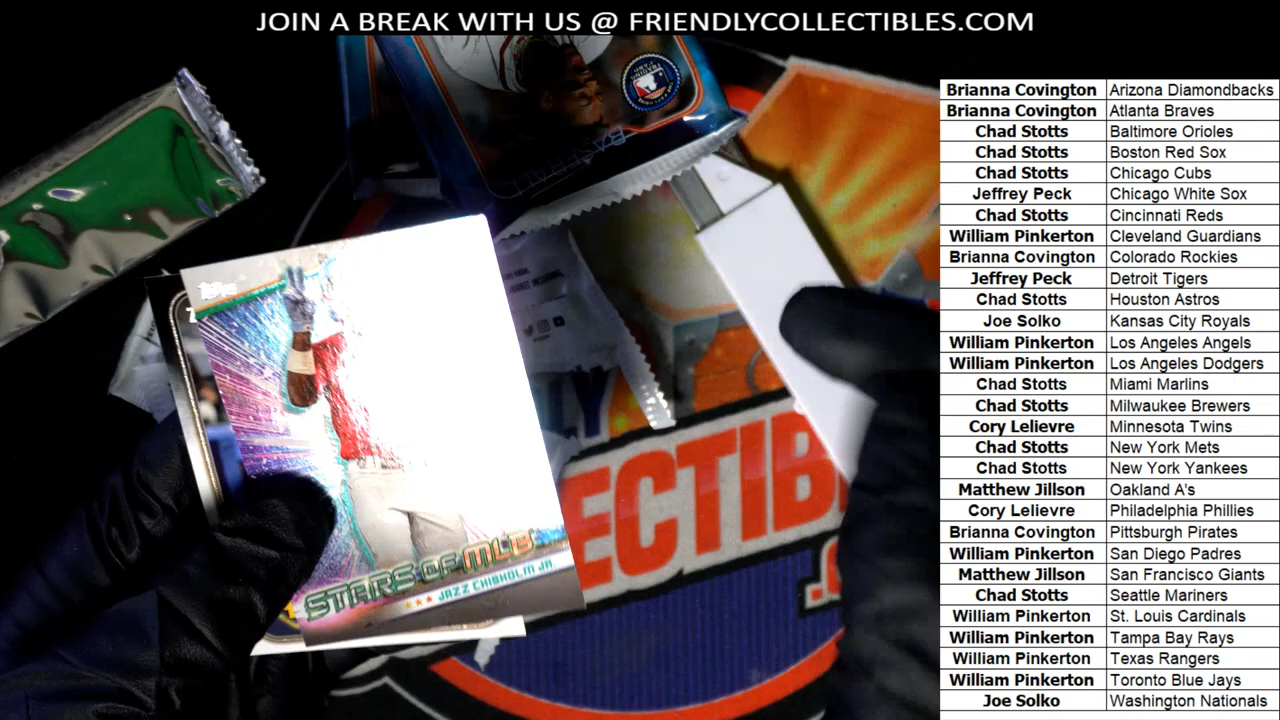 JOIN A BREAK WITH US @ FRIENDLYCOLLECTIBLES.COM
Brianna Covington Arizona Diamondbacks
Brianna Covington Atlanta Braves
Chad Stotts Baltimore Orioles
Chad Stotts Boston Red Sox
Chad Stotts Chicago Cubs
Jeffrey Peck Chicago White Sox
Chad Stotts Cincinnati Reds
William Pinkerton Cleveland Guardians
Brianna Covington Colorado Rockies
Jeffrey Peck Detroit Tigers
Chad Stotts Houston Astros
Joe Solko Kansas City Royals
William Pinkerton Los Angeles Angels
William Pinkerton Los Angeles Dodgers
Chad Stotts Miami Marlins
Chad Stotts Milwaukee Brewers
Cory Lelievre Minnesota Twins
Chad Stotts New York Mets
Chad Stotts New York Yankees
Matthew Jillson Oakland A's
Cory Lelievre Philadelphia Phillies
Brianna Covington Pittsburgh Pirates
William Pinkerton San Diego Padres
Matthew Jillson San Francisco Giants
Chad Stotts Seattle Mariners
William Pinkerton St. Louis Cardinals
William Pinkerton Tampa Bay Rays
William Pinkerton Texas Rangers
William Pinkerton Toronto Blue Jays
Joe Solko Washington Nationals
BASEBALL
Topps
STARS OF MLB
JAZZ CHISHOLM JR.
ECTIB